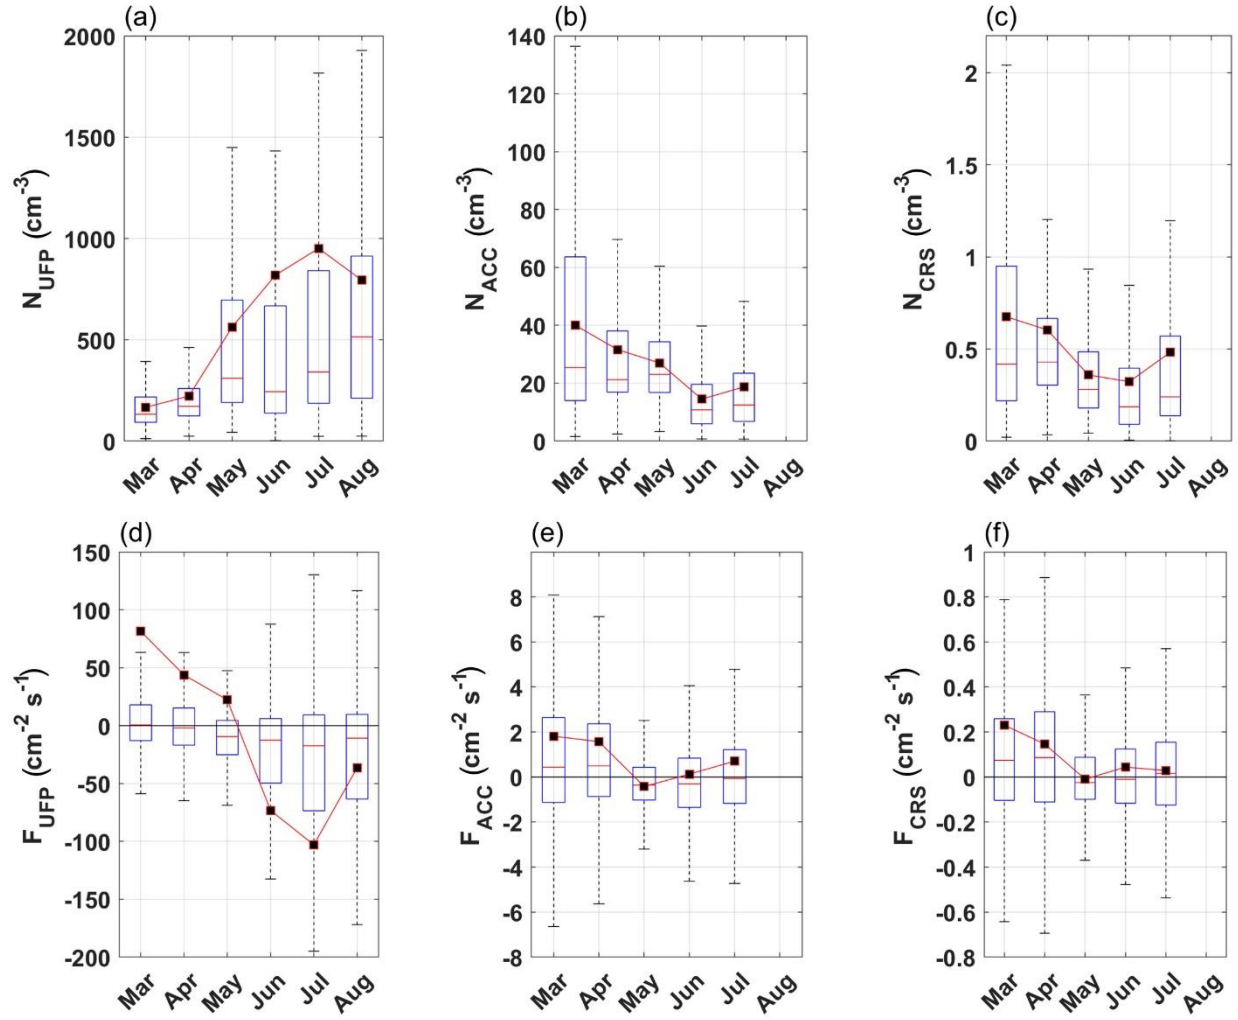 (a)
2000
1500
1000
500
0
N_UFP (cm^-3)
Mar Apr May Jun Jul Aug
(b)
140
120
100
80
60
40
20
0
N_ACC (cm^-3)
Mar Apr May Jun Jul Aug
(c)
2
1.5
1
0.5
0
N_CRS (cm^-3)
Mar Apr May Jun Jul Aug
(d)
150
100
50
0
-50
-100
-150
-200
F_UFP (cm^-2 s^-1)
Mar Apr May Jun Jul Aug
(e)
8
6
4
2
0
-2
-4
-6
-8
F_ACC (cm^-2 s^-1)
Mar Apr May Jun Jul Aug
(f)
1
0.8
0.6
0.4
0.2
0
-0.2
-0.4
-0.6
-0.8
F_CRS (cm^-2 s^-1)
Mar Apr May Jun Jul Aug